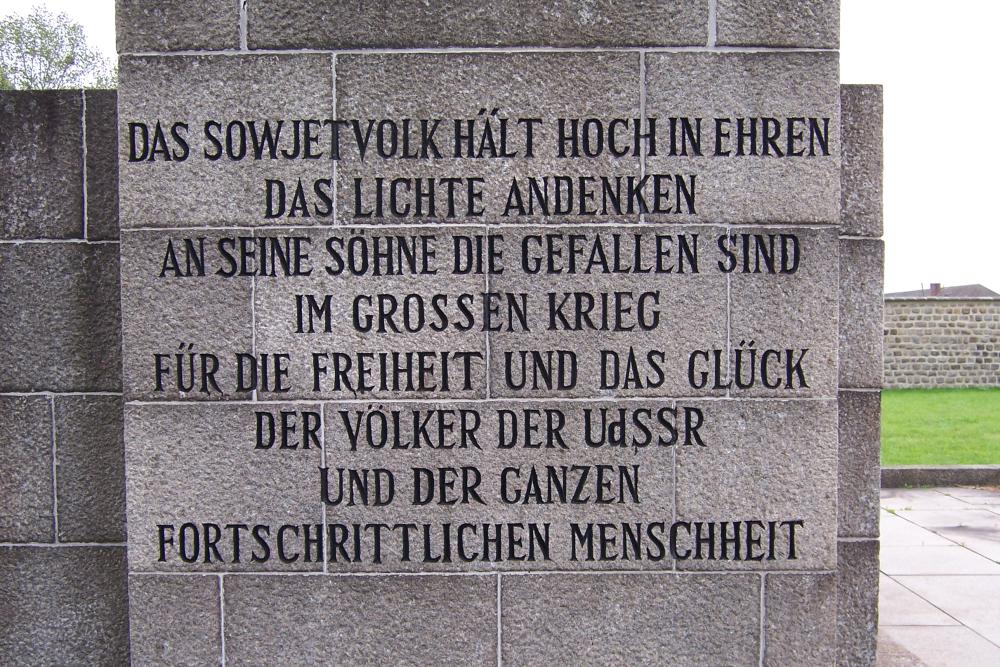 DAS SOWJETVOLK HÄLT HOCH IN EHREN
DAS LICHTE ANDENKEN
AN SEINE SÖHNE DIE GEFALLEN SIND
IM GROSSEN KRIEG
FÜR DIE FREIHEIT UND DAS GLÜCK
DER VÖLKER DER UdSSR
UND DER GANZEN
FORTSCHRITTLICHEN MENSCHHEIT